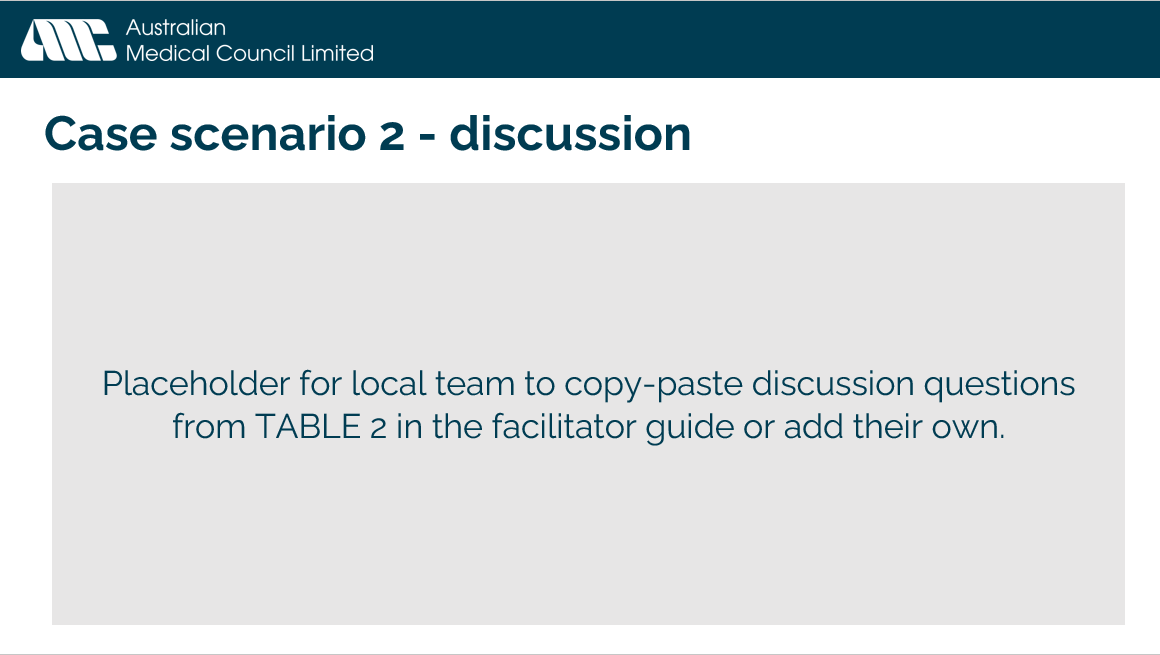 AMC
Australian
Medical Council Limited
Case scenario 2 - discussion
Placeholder for local team to copy-paste discussion questions
from TABLE 2 in the facilitator guide or add their own.